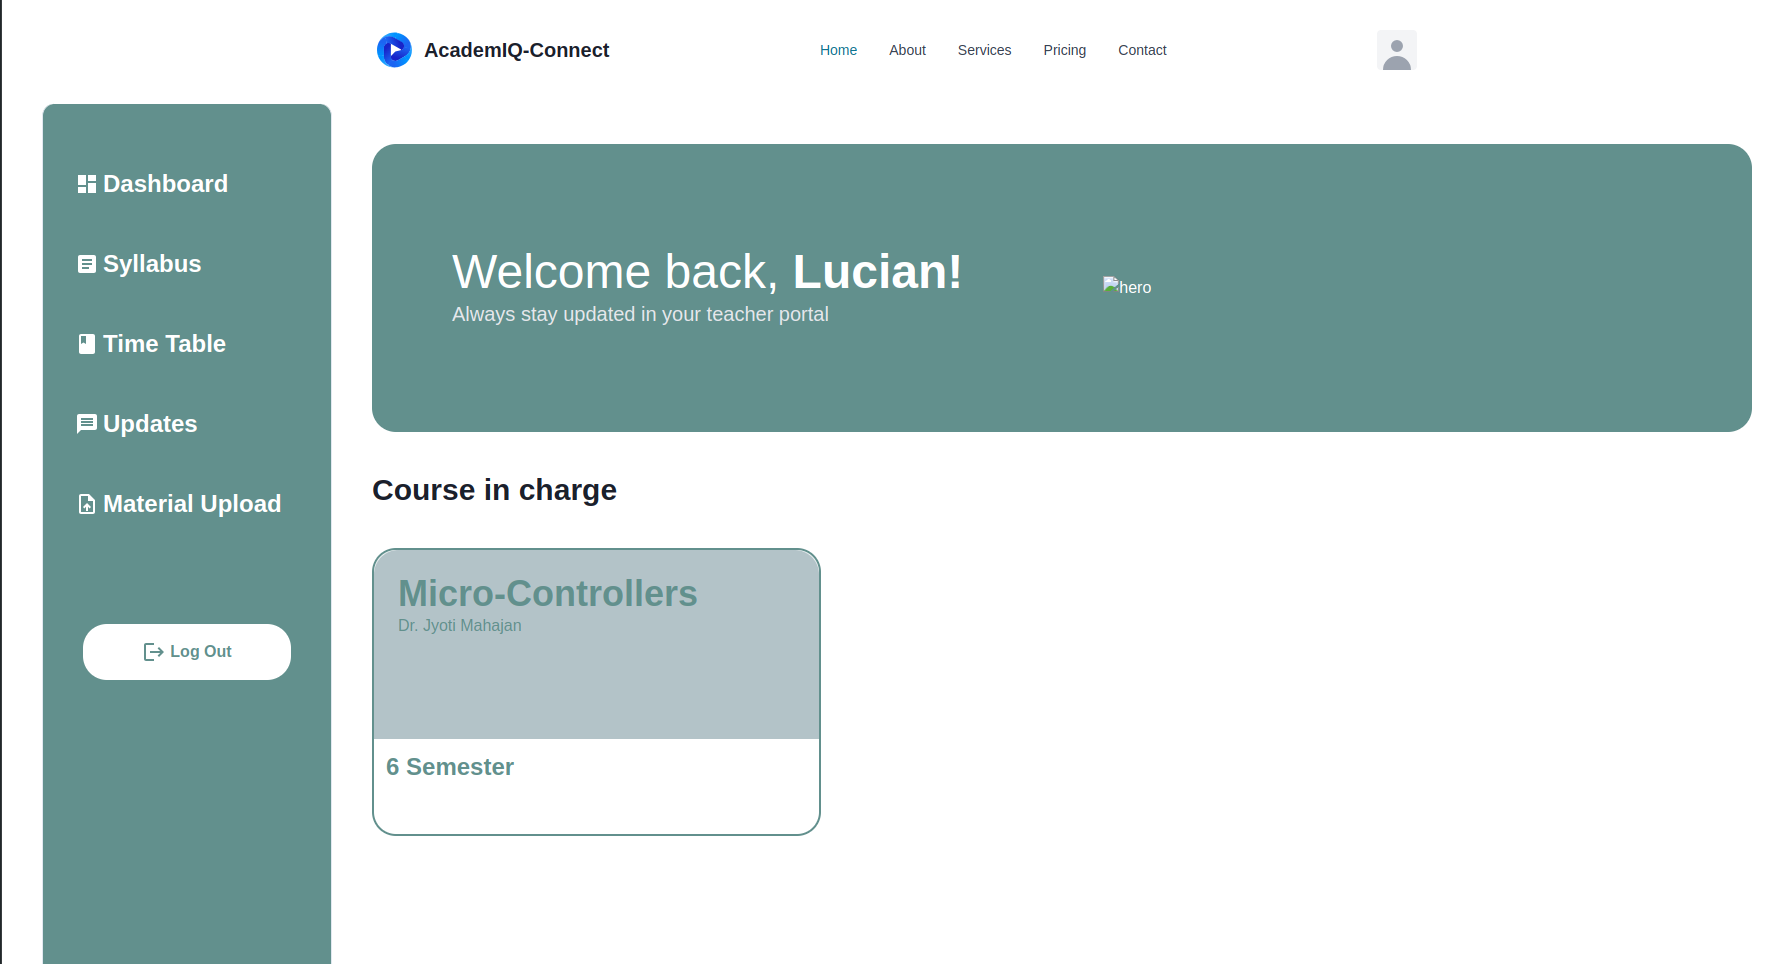 AcademIQ-Connect
Home
About
Services
Pricing
Contact
Dashboard
Syllabus
Time Table
Updates
Material Upload
Log Out
Welcome back, Lucian!
Always stay updated in your teacher portal
hero
Course in charge
Micro-Controllers
Dr. Jyoti Mahajan
6 Semester